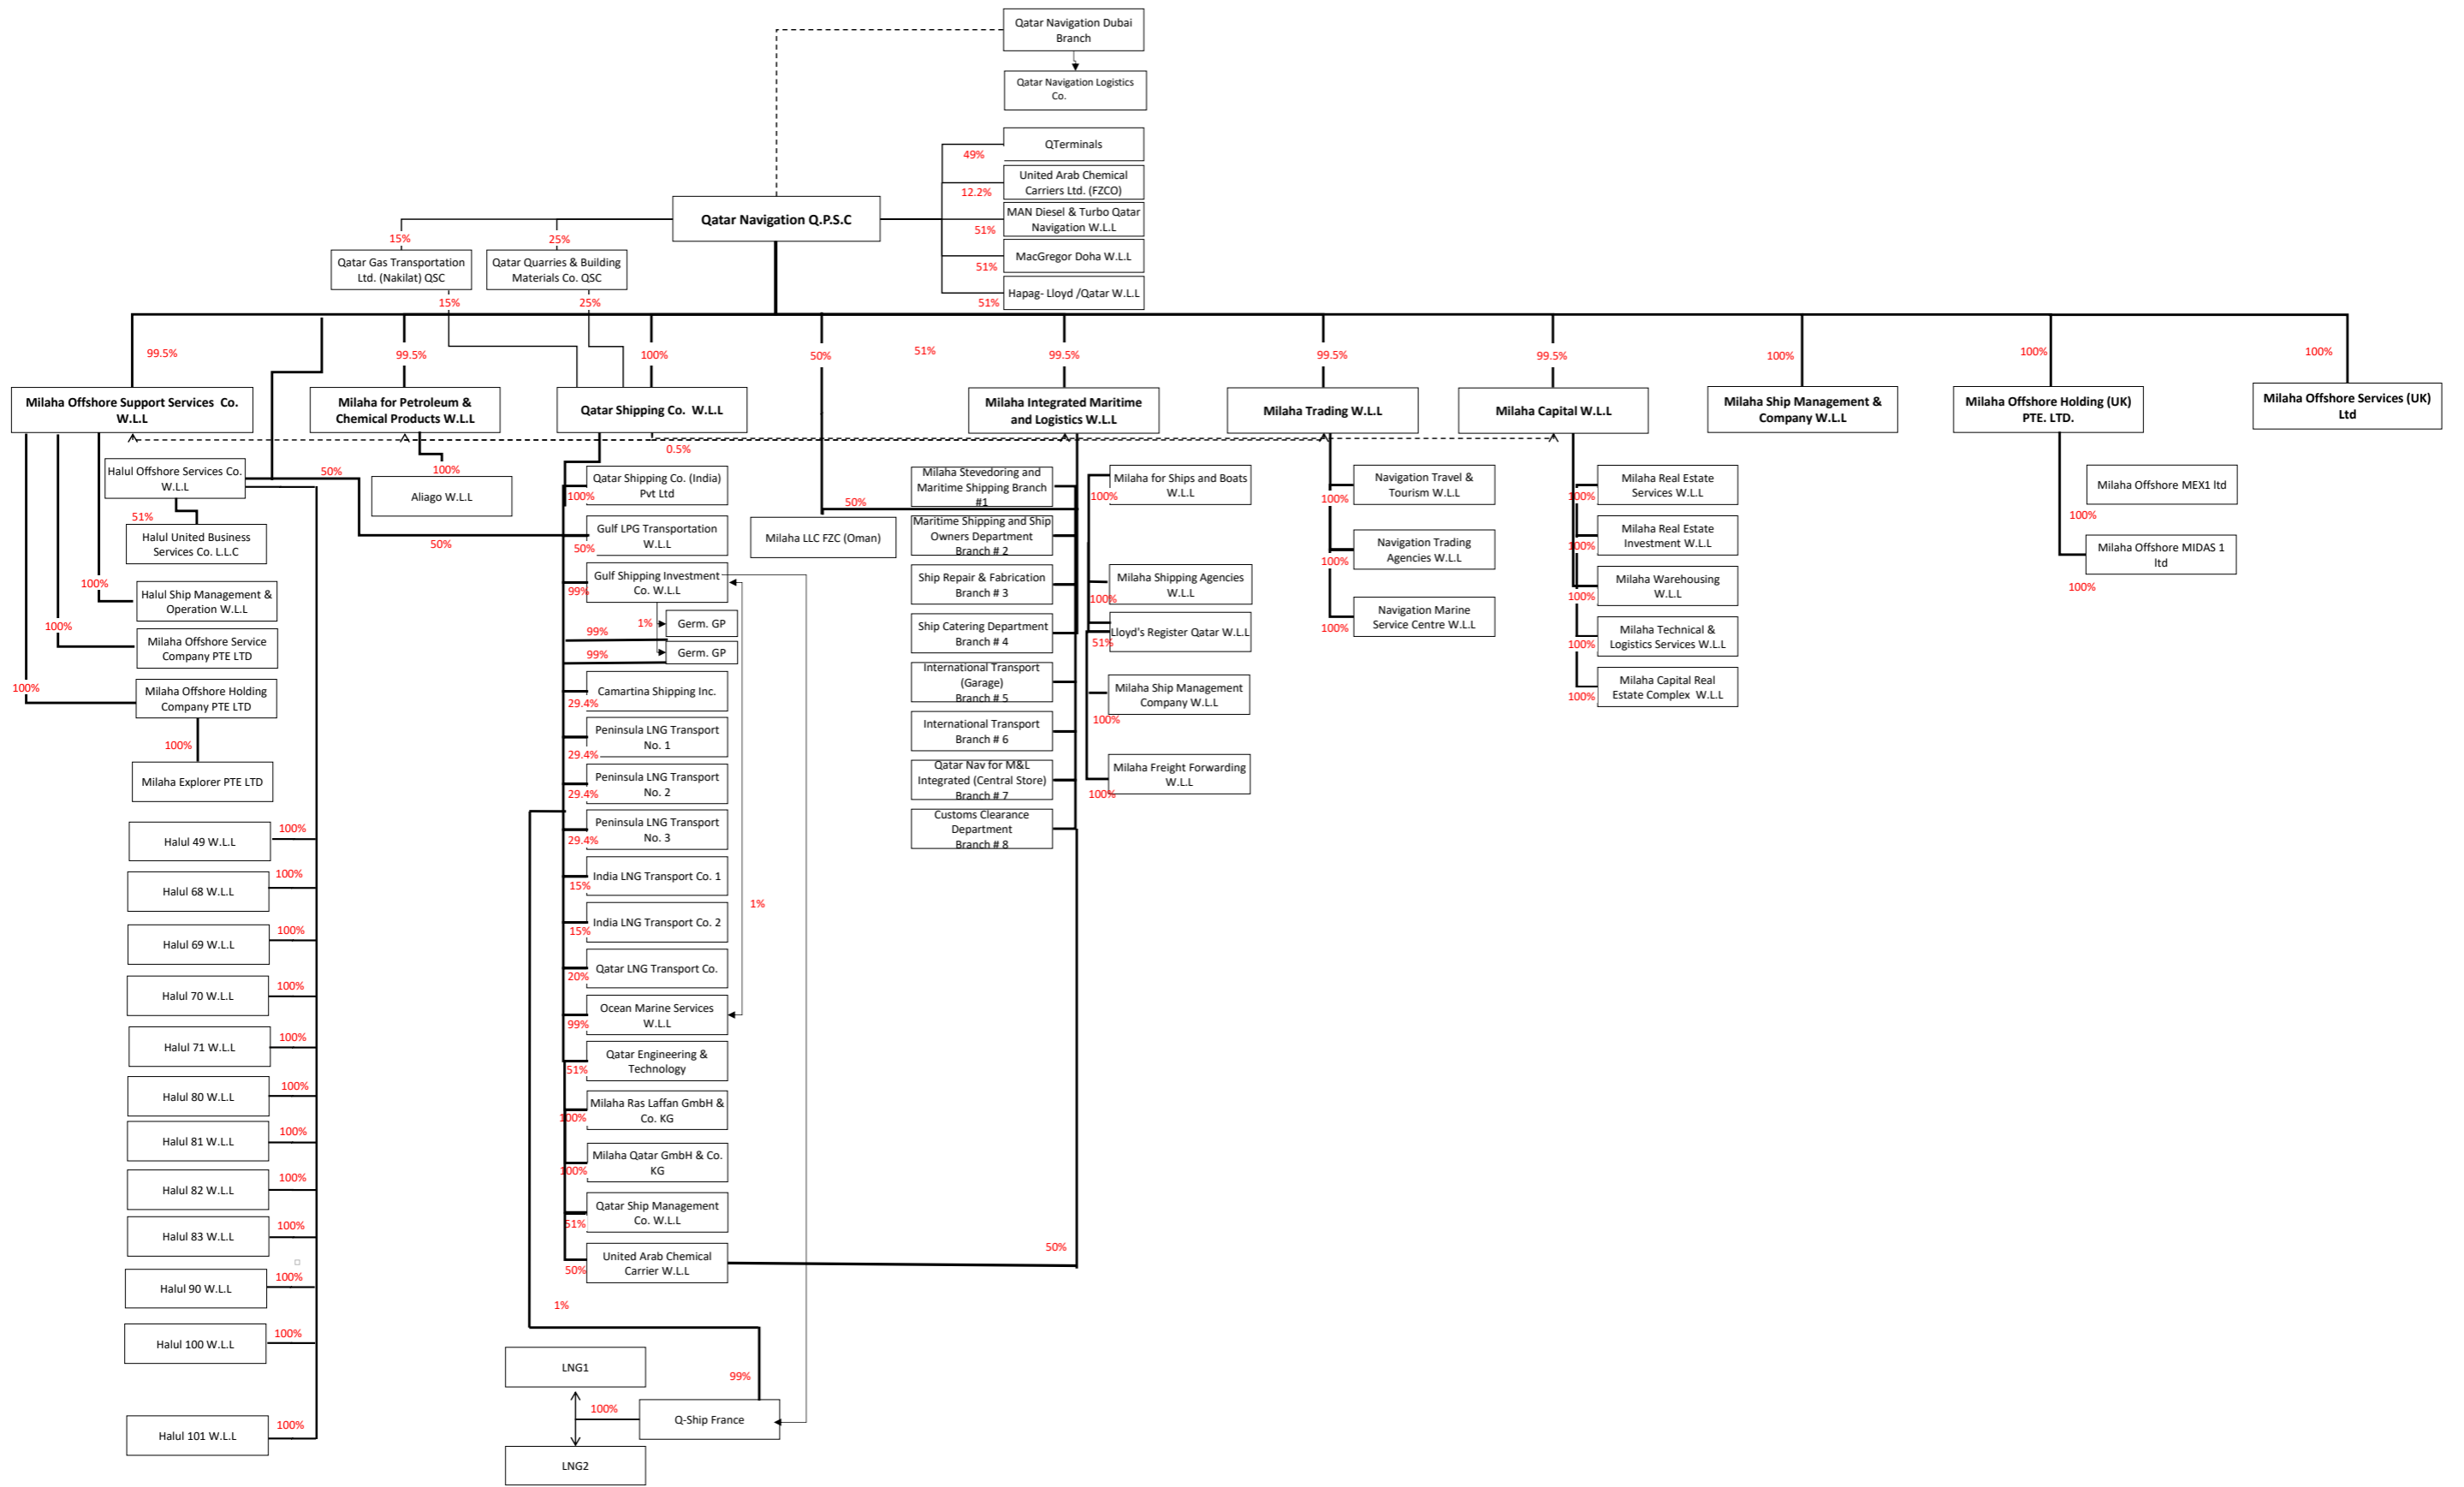 Qatar Navigation Dubai
Branch
Qatar Navigation Logistics
Co.
QTerminals
49%
United Arab Chemical
Carriers Ltd. (FZCO)
12.2%
Qatar Navigation Q.P.S.C
MAN Diesel & Turbo Qatar
Navigation W.L.L
51%
15%
25%
Qatar Gas Transportation
Ltd. (Nakilat) QSC
Qatar Quarries & Building
Materials Co. QSC
MacGregor Doha W.L.L
51%
Hapag- Lloyd /Qatar W.L.L
51%
15%
25%
99.5%
99.5%
100%
50%
51%
99.5%
99.5%
99.5%
100%
100%
100%
Milaha Offshore Support Services Co.
W.L.L
Milaha for Petroleum &
Chemical Products W.L.L
Qatar Shipping Co. W.L.L
Milaha Integrated Maritime
and Logistics W.L.L
Milaha Trading W.L.L
Milaha Capital W.L.L
Milaha Ship Management &
Company W.L.L
Milaha Offshore Holding (UK)
PTE. LTD.
Milaha Offshore Services (UK)
Ltd
0.5%
Halul Offshore Services Co.
W.L.L
50%
51%
Halul United Business
Services Co. L.L.C
50%
100%
Halul Ship Management &
Operation W.L.L
100%
Milaha Offshore Service
Company PTE LTD
100%
Milaha Offshore Holding
Company PTE LTD
100%
Milaha Explorer PTE LTD
100%
Halul 49 W.L.L
100%
Halul 68 W.L.L
100%
Halul 69 W.L.L
100%
Halul 70 W.L.L
100%
Halul 71 W.L.L
100%
Halul 80 W.L.L
100%
Halul 81 W.L.L
100%
Halul 82 W.L.L
100%
Halul 83 W.L.L
100%
Halul 90 W.L.L
100%
Halul 100 W.L.L
100%
Halul 101 W.L.L
100%
Aliago W.L.L
Qatar Shipping Co. (India)
Pvt Ltd
100%
Gulf LPG Transportation
W.L.L
50%
Gulf Shipping Investment
Co. W.L.L
99%
1%
Germ. GP
99%
Germ. GP
99%
Camartina Shipping Inc.
29.4%
Peninsula LNG Transport
No. 1
29.4%
Peninsula LNG Transport
No. 2
29.4%
Peninsula LNG Transport
No. 3
29.4%
India LNG Transport Co. 1
15%
India LNG Transport Co. 2
15%
1%
Qatar LNG Transport Co.
20%
Ocean Marine Services
W.L.L
99%
Qatar Engineering &
Technology
51%
Milaha Ras Laffan GmbH &
Co. KG
100%
Milaha Qatar GmbH & Co.
KG
100%
Qatar Ship Management
Co. W.L.L
51%
United Arab Chemical
Carrier W.L.L
50%
50%
1%
LNG1
99%
100%
Q-Ship France
LNG2
50%
Milaha LLC FZC (Oman)
Milaha Stevedoring and
Maritime Shipping Branch
#1
Maritime Shipping and Ship
Owners Department
Branch # 2
Ship Repair & Fabrication
Branch # 3
Ship Catering Department
Branch # 4
International Transport
(Garage)
Branch # 5
International Transport
Branch # 6
Qatar Nav for M&L
Integrated (Central Store)
Branch # 7
Customs Clearance
Department
Branch # 8
Milaha for Ships and Boats
W.L.L
100%
Milaha Shipping Agencies
W.L.L
100%
Lloyd's Register Qatar W.L.L
51%
Milaha Ship Management
Company W.L.L
100%
Milaha Freight Forwarding
W.L.L
100%
Navigation Travel &
Tourism W.L.L
100%
Navigation Trading
Agencies W.L.L
100%
Navigation Marine
Service Centre W.L.L
100%
Milaha Real Estate
Services W.L.L
100%
Milaha Real Estate
Investment W.L.L
100%
Milaha Warehousing
W.L.L
100%
Milaha Technical &
Logistics Services W.L.L
100%
Milaha Capital Real
Estate Complex W.L.L
100%
Milaha Offshore MEX1 ltd
100%
Milaha Offshore MIDAS 1
ltd
100%